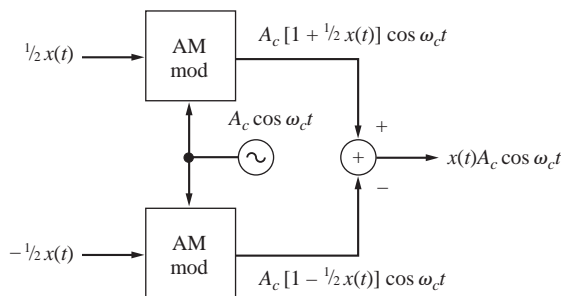 ½ x(t)
AM
mod
A_c [1 + ½ x(t)] cos ω_c t
A_c cos ω_c t
+
+
x(t)A_c cos ω_c t
−
−½ x(t)
AM
mod
A_c [1 − ½ x(t)] cos ω_c t